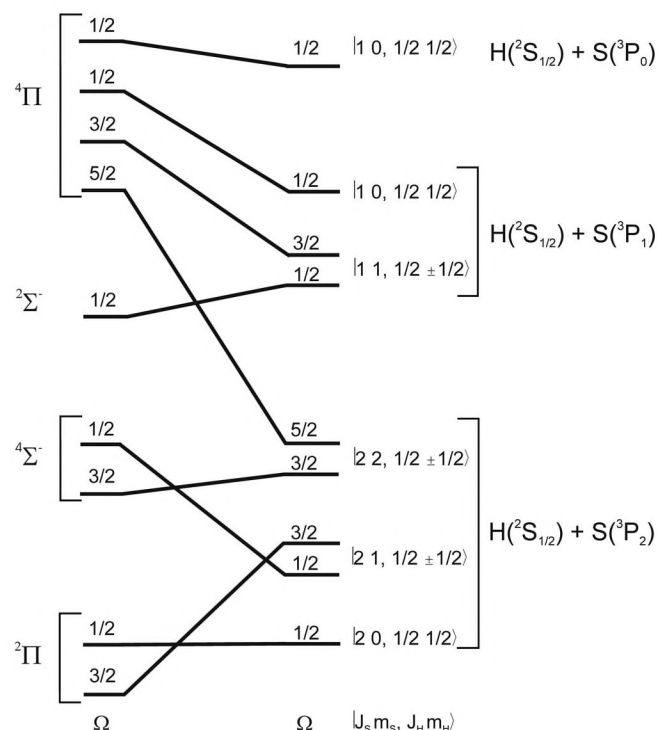 1/2
1/2
|1 0, 1/2 1/2⟩
H(²S₁/₂) + S(³P₀)
⁴Π
1/2
3/2
5/2
1/2
|1 0, 1/2 1/2⟩
3/2
H(²S₁/₂) + S(³P₁)
1/2
|1 1, 1/2 ±1/2⟩
²Σ⁻
1/2
⁴Σ⁻
1/2
3/2
5/2
3/2
|2 2, 1/2 ±1/2⟩
3/2
H(²S₁/₂) + S(³P₂)
1/2
|2 1, 1/2 ±1/2⟩
²Π
1/2
3/2
1/2
|2 0, 1/2 1/2⟩
Ω
Ω
|Jₛ mₛ, J_H m_H⟩